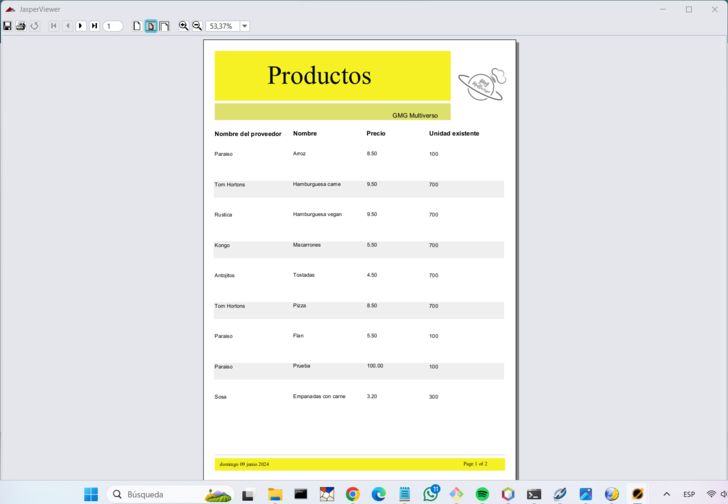 JasperViewer
1
53,37%
Productos
GMG Multiverso
Nombre del proveedor Nombre Precio Unidad existente
Paraiso Arroz 8.50 100
Tom Hortons Hamburguesa carne 9.50 700
Rustica Hamburguesa vegan 9.50 700
Kongo Macarrones 5.50 700
Antojitos Tostadas 4.50 700
Tom Hortons Pizza 8.50 700
Paraiso Flan 5.50 100
Paraiso Prueba 100.00 100
Sosa Empanadas con carne 3.20 300
domingo 09 junio 2024 Page 1 of 2
Búsqueda 11 ESP